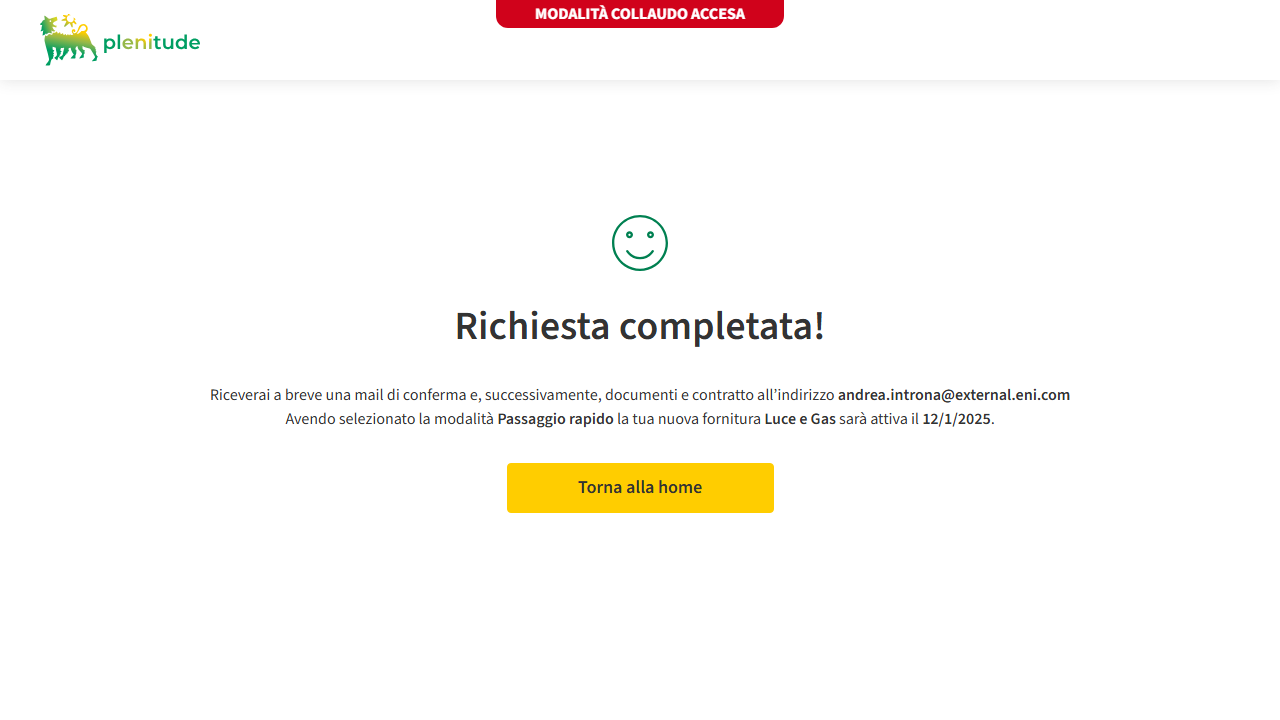 MODALITÀ COLLAUDO ACCESA
plenitude
Richiesta completata!
Riceverai a breve una mail di conferma e, successivamente, documenti e contratto all’indirizzo andrea.introna@external.eni.com
Avendo selezionato la modalità Passaggio rapido la tua nuova fornitura Luce e Gas sarà attiva il 12/1/2025.
Torna alla home